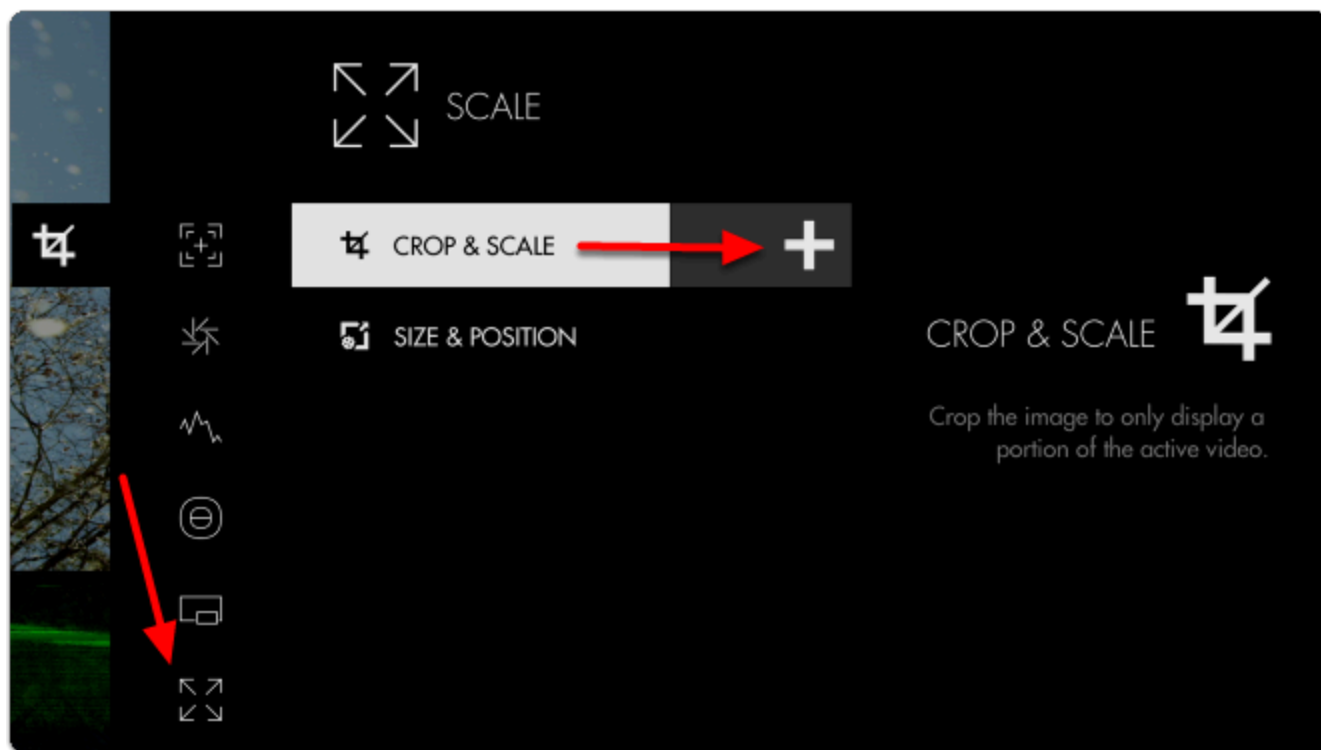 SCALE
CROP & SCALE
SIZE & POSITION
CROP & SCALE
Crop the image to only display a
portion of the active video.